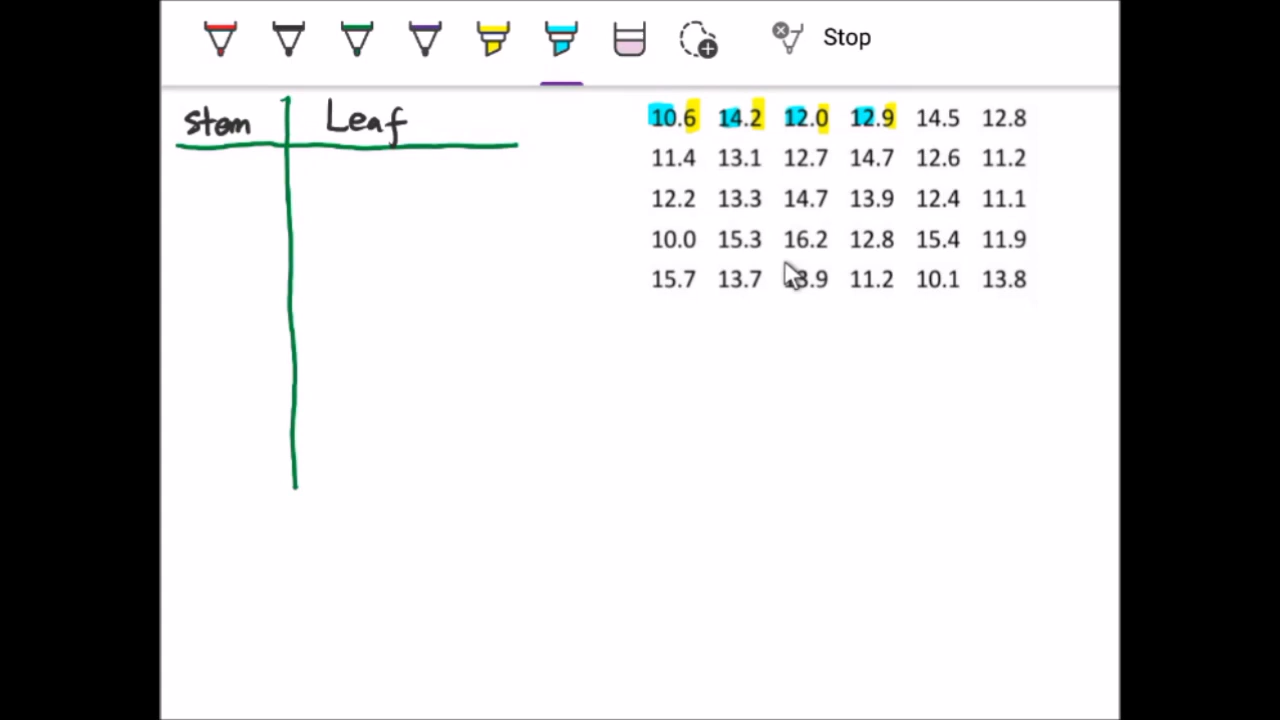 Stop
Stem Leaf
10.6 14.2 12.0 12.9 14.5 12.8
11.4 13.1 12.7 14.7 12.6 11.2
12.2 13.3 14.7 13.9 12.4 11.1
10.0 15.3 16.2 12.8 15.4 11.9
15.7 13.7 13.9 11.2 10.1 13.8